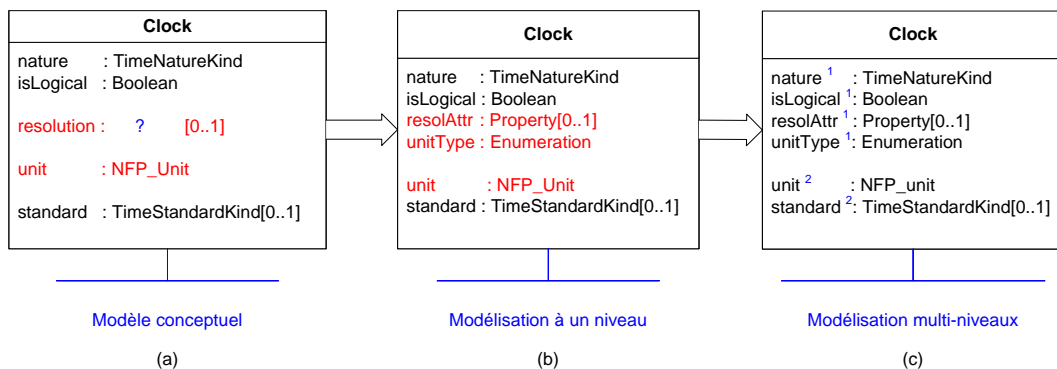 Clock
nature : TimeNatureKind
isLogical : Boolean
resolution : ? [0..1]
unit : NFP_Unit
standard : TimeStandardKind[0..1]
Modèle conceptuel
(a)
Clock
nature : TimeNatureKind
isLogical : Boolean
resolAttr : Property[0..1]
unitType : Enumeration
unit : NFP_Unit
standard : TimeStandardKind[0..1]
Modélisation à un niveau
(b)
Clock
nature 1 : TimeNatureKind
isLogical 1 : Boolean
resolAttr 1 : Property[0..1]
unitType 1 : Enumeration
unit 2 : NFP_unit
standard 2 : TimeStandardKind[0..1]
Modélisation multi-niveaux
(c)